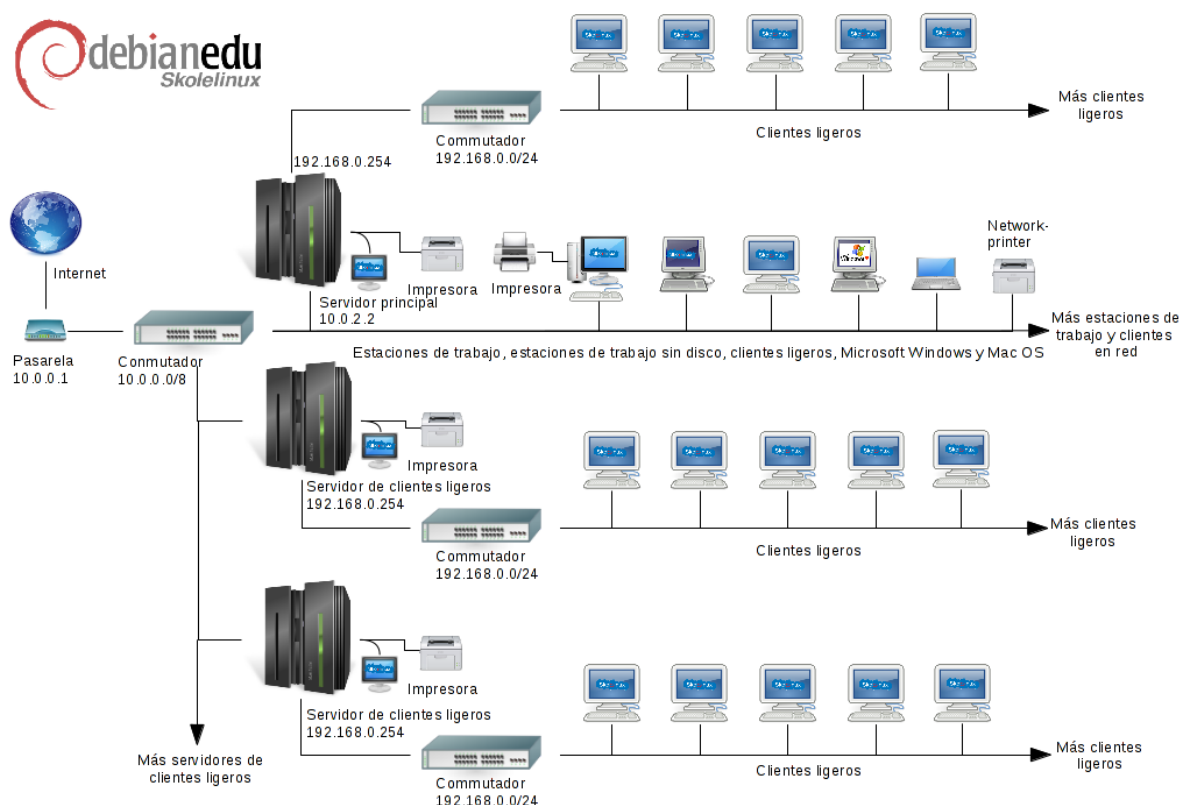 debianedu
Skolelinux
Más clientes
ligeros
Clientes ligeros
Commutador
192.168.0.0/24
192.168.0.254
Internet
Impresora
Servidor principal
10.0.2.2
Impresora
Windows
Network-
printer
Pasarela
10.0.0.1
Commutador
10.0.0.0/8
Estaciones de trabajo, estaciones de trabajo sin disco, clientes ligeros, Microsoft Windows y Mac OS
Más estaciones de
trabajo y clientes
en red
Impresora
Servidor de clientes ligeros
192.168.0.254
Commutador
192.168.0.0/24
Clientes ligeros
Más clientes
ligeros
Impresora
Servidor de clientes ligeros
192.168.0.254
Commutador
192.168.0.0/24
Clientes ligeros
Más clientes
ligeros
Más servidores de
clientes ligeros